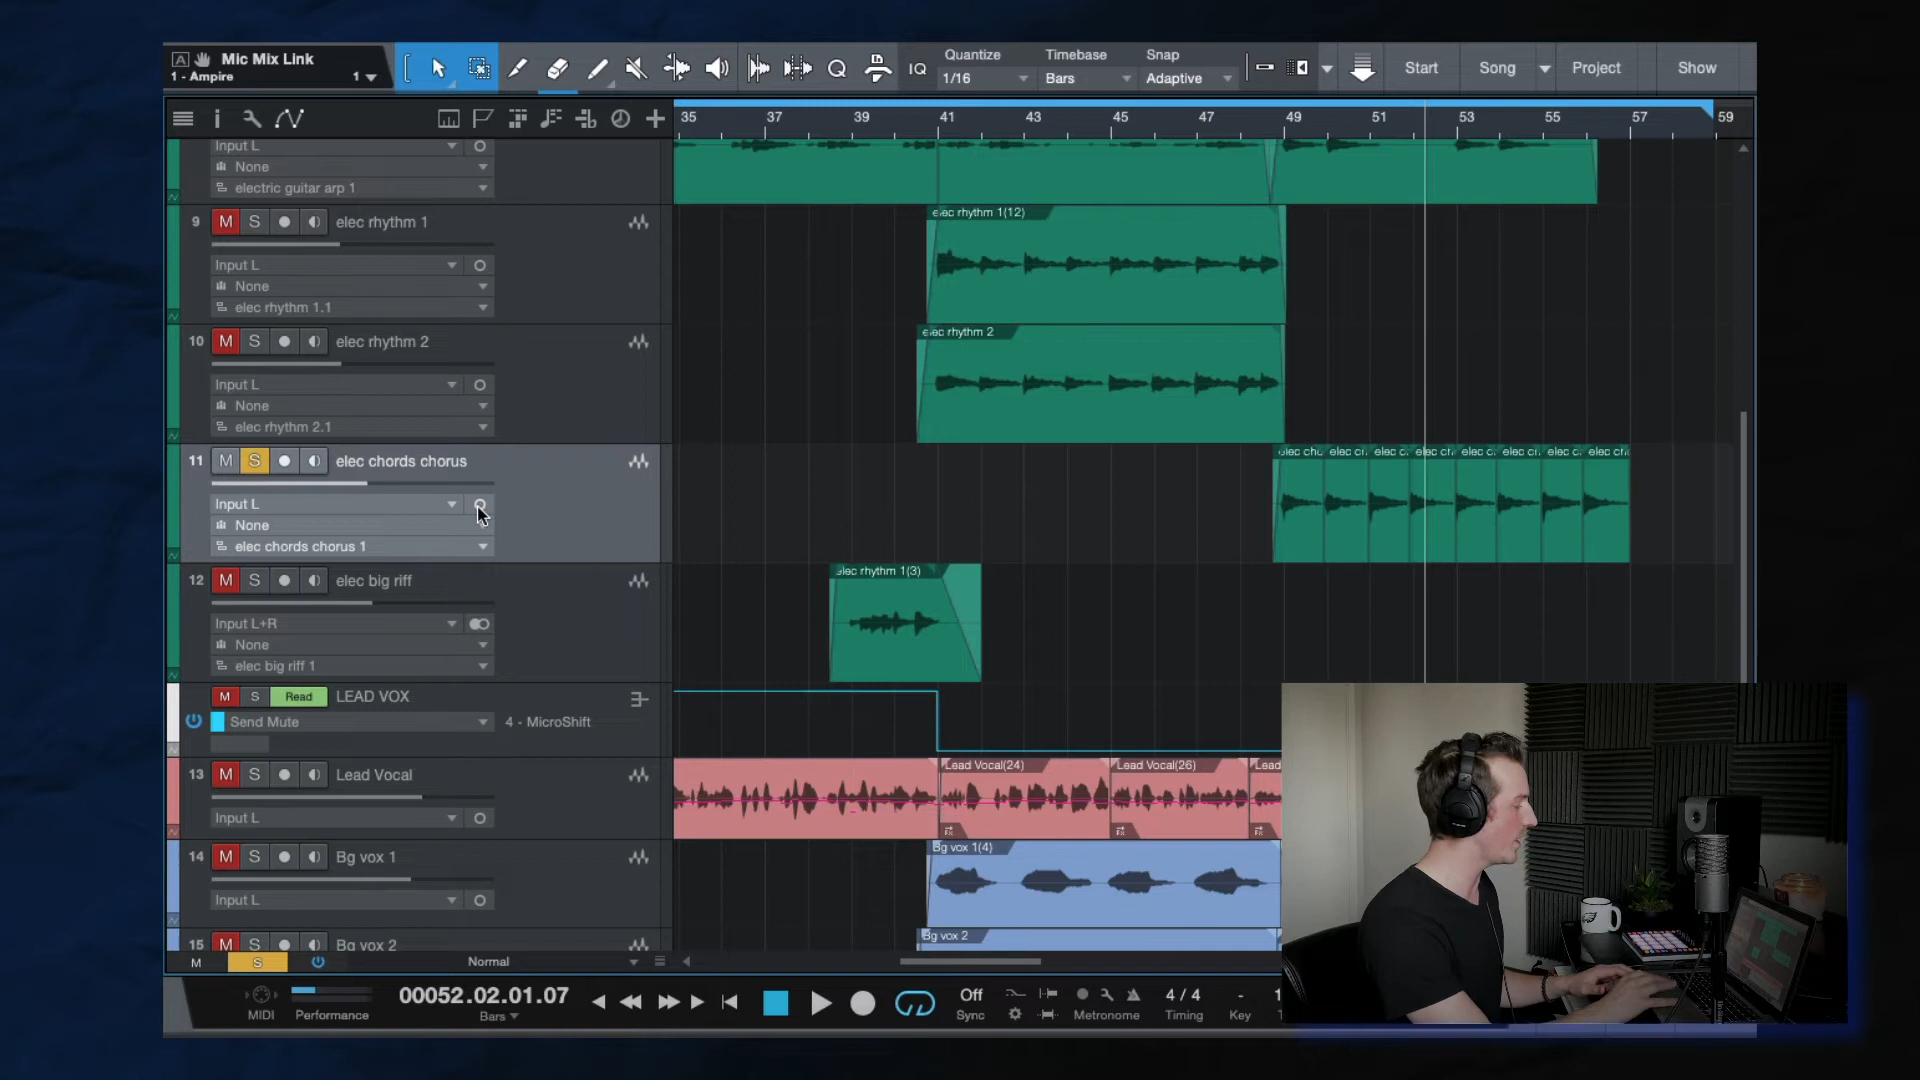 Mic Mix Link
1 - Ampire 1
Quantize
1/16
Timebase
Bars
Snap
Adaptive
IQ
Start
Song
Project
Show
35 37 39 41 43 45 47 49 51 53 55 57 59
Input L
None
electric guitar arp 1
9 M S elec rhythm 1
Input L
None
elec rhythm 1.1
elec rhythm 1(12)
10 M S elec rhythm 2
Input L
None
elec rhythm 2.1
elec rhythm 2
11 M S elec chords chorus
Input L
None
elec chords chorus 1
12 M S elec big riff
Input L+R
None
elec big riff 1
elec rhythm 1(3)
M S Read LEAD VOX
Send Mute 4 - MicroShift
13 M S Lead Vocal
Input L
Lead Vocal(24)
Lead Vocal(26)
Lead
14 M S Bg vox 1
Input L
Bg vox 1(4)
15 M S Bg vox 2
Bg vox 2
M S Normal
MIDI
Performance
00052.02.01.07
Bars
Off
Sync
Metronome
4 / 4
Timing
-
Key